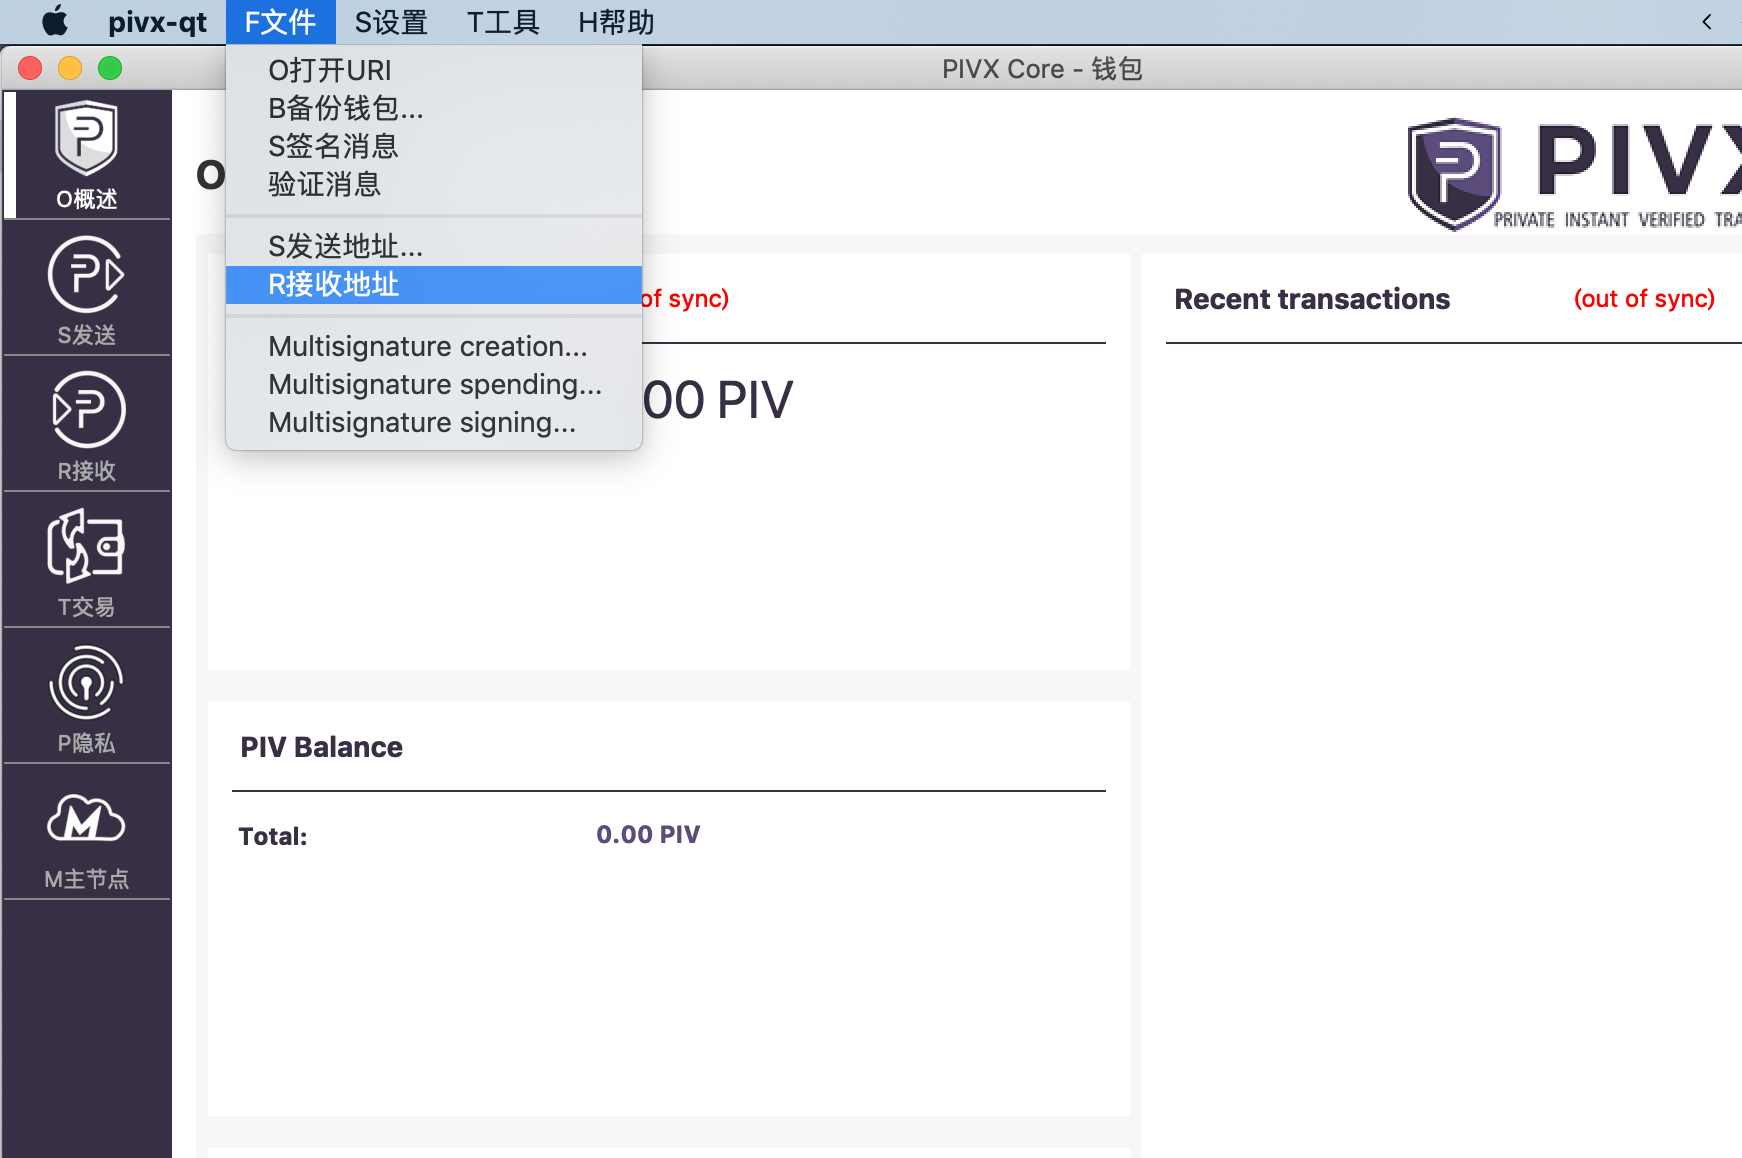 pivx-qt F文件 S设置 T工具 H帮助
PIVX Core - 钱包
O打开URI
B备份钱包...
S签名消息
验证消息
S发送地址...
R接收地址
Multisignature creation...
Multisignature spending...
Multisignature signing...
O概述
S发送
R接收
T交易
P隐私
M主节点
O
PIVX
PRIVATE INSTANT VERIFIED TRA
of sync)
00 PIV
Recent transactions (out of sync)
PIV Balance
Total: 0.00 PIV